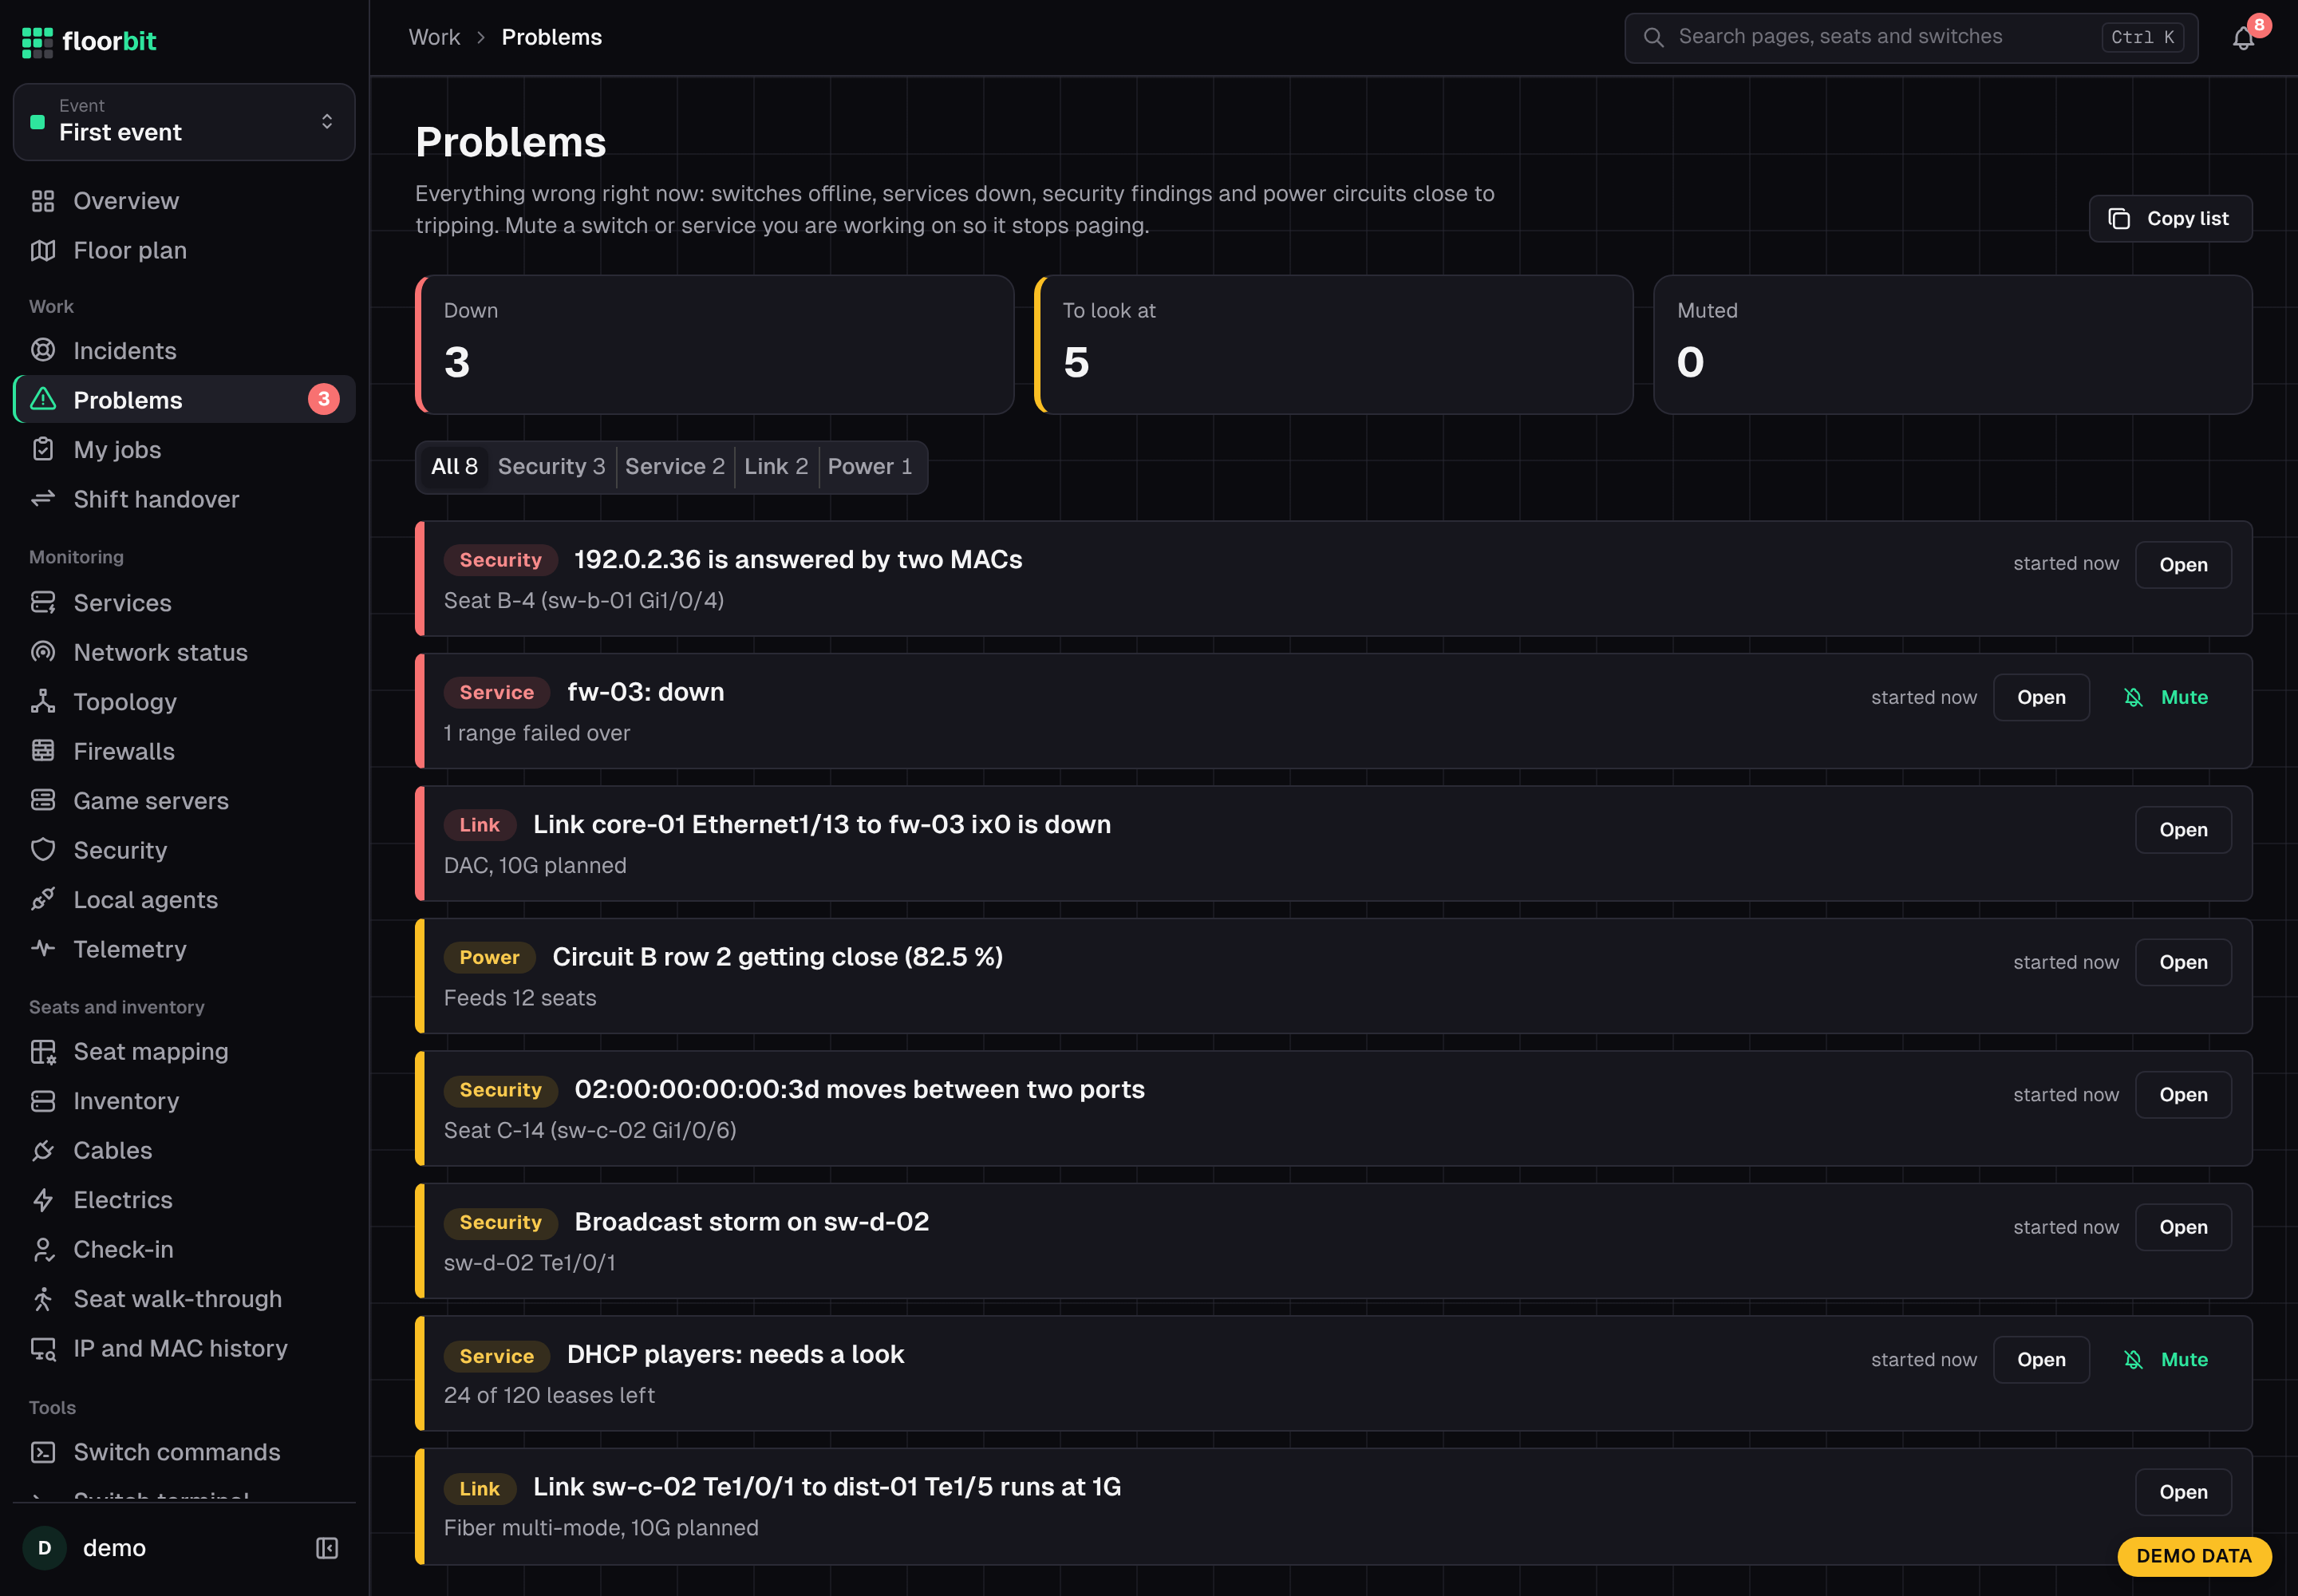 floorbit
Event
First event
Overview
Floor plan
Work
Incidents
Problems 3
My jobs
Shift handover
Monitoring
Services
Network status
Topology
Firewalls
Game servers
Security
Local agents
Telemetry
Seats and inventory
Seat mapping
Inventory
Cables
Electrics
Check-in
Seat walk-through
IP and MAC history
Tools
Switch commands
Switch terminal
D demo
Work > Problems
Search pages, seats and switches Ctrl K
8
Problems
Everything wrong right now: switches offline, services down, security findings and power circuits close to
tripping. Mute a switch or service you are working on so it stops paging.
Copy list
Down
3
To look at
5
Muted
0
All 8 Security 3 Service 2 Link 2 Power 1
Security 192.0.2.36 is answered by two MACs started now Open
Seat B-4 (sw-b-01 Gi1/0/4)
Service fw-03: down started now Open Mute
1 range failed over
Link Link core-01 Ethernet1/13 to fw-03 ix0 is down Open
DAC, 10G planned
Power Circuit B row 2 getting close (82.5 %) started now Open
Feeds 12 seats
Security 02:00:00:00:00:3d moves between two ports started now Open
Seat C-14 (sw-c-02 Gi1/0/6)
Security Broadcast storm on sw-d-02 started now Open
sw-d-02 Te1/0/1
Service DHCP players: needs a look started now Open Mute
24 of 120 leases left
Link Link sw-c-02 Te1/0/1 to dist-01 Te1/5 runs at 1G Open
Fiber multi-mode, 10G planned
DEMO DATA